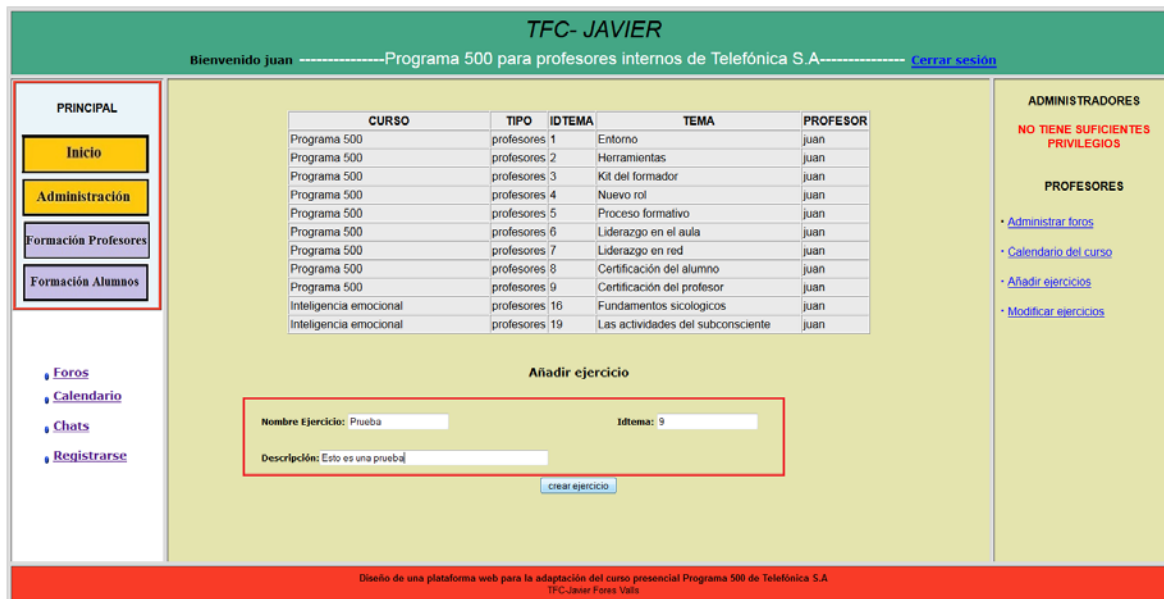 TFC- JAVIER
Bienvenido juan ---------------Programa 500 para profesores internos de Telefónica S.A--------------- Cerrar sesión
PRINCIPAL
Inicio
Administración
Formación Profesores
Formación Alumnos
Foros
Calendario
Chats
Registrarse
CURSO TIPO IDTEMA TEMA PROFESOR
Programa 500 profesores 1 Entorno juan
Programa 500 profesores 2 Herramientas juan
Programa 500 profesores 3 Kit del formador juan
Programa 500 profesores 4 Nuevo rol juan
Programa 500 profesores 5 Proceso formativo juan
Programa 500 profesores 6 Liderazgo en el aula juan
Programa 500 profesores 7 Liderazgo en red juan
Programa 500 profesores 8 Certificación del alumno juan
Programa 500 profesores 9 Certificación del profesor juan
Inteligencia emocional profesores 16 Fundamentos sicologicos juan
Inteligencia emocional profesores 19 Las actividades del subconsciente juan
Añadir ejercicio
Nombre Ejercicio: Prueba Idtema: 9
Descripción: Esto es una prueba
crear ejercicio
ADMINISTRADORES
NO TIENE SUFICIENTES
PRIVILEGIOS
PROFESORES
· Administrar foros
· Calendario del curso
· Añadir ejercicios
· Modificar ejercicios
Diseño de una plataforma web para la adaptación del curso presencial Programa 500 de Telefónica S.A
TFC-Javier Fores Valls